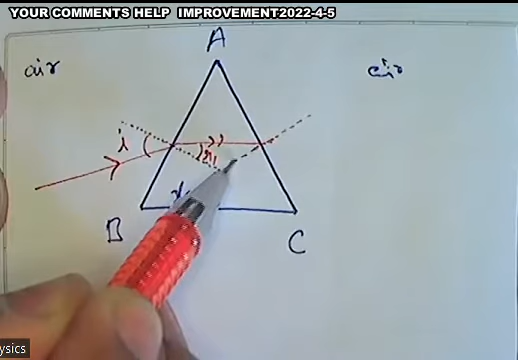 YOUR COMMENTS HELP IMPROVEMENT2022-4-5
A
air
air
i
B
C
ysics